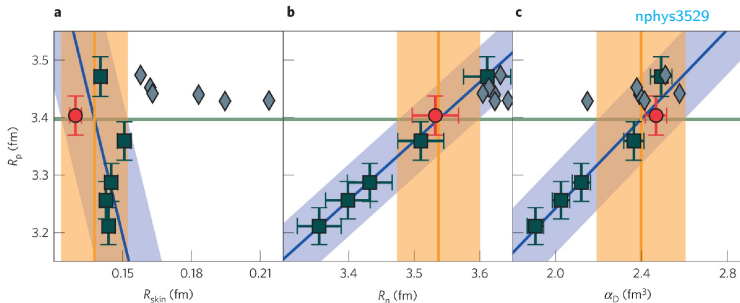 nphys3529
a
b
c
3.5
3.4
3.3
3.2
R_p (fm)
0.15
0.18
0.21
3.4
3.5
3.6
2.0
2.4
2.8
R_skin (fm)
R_n (fm)
α_D (fm³)